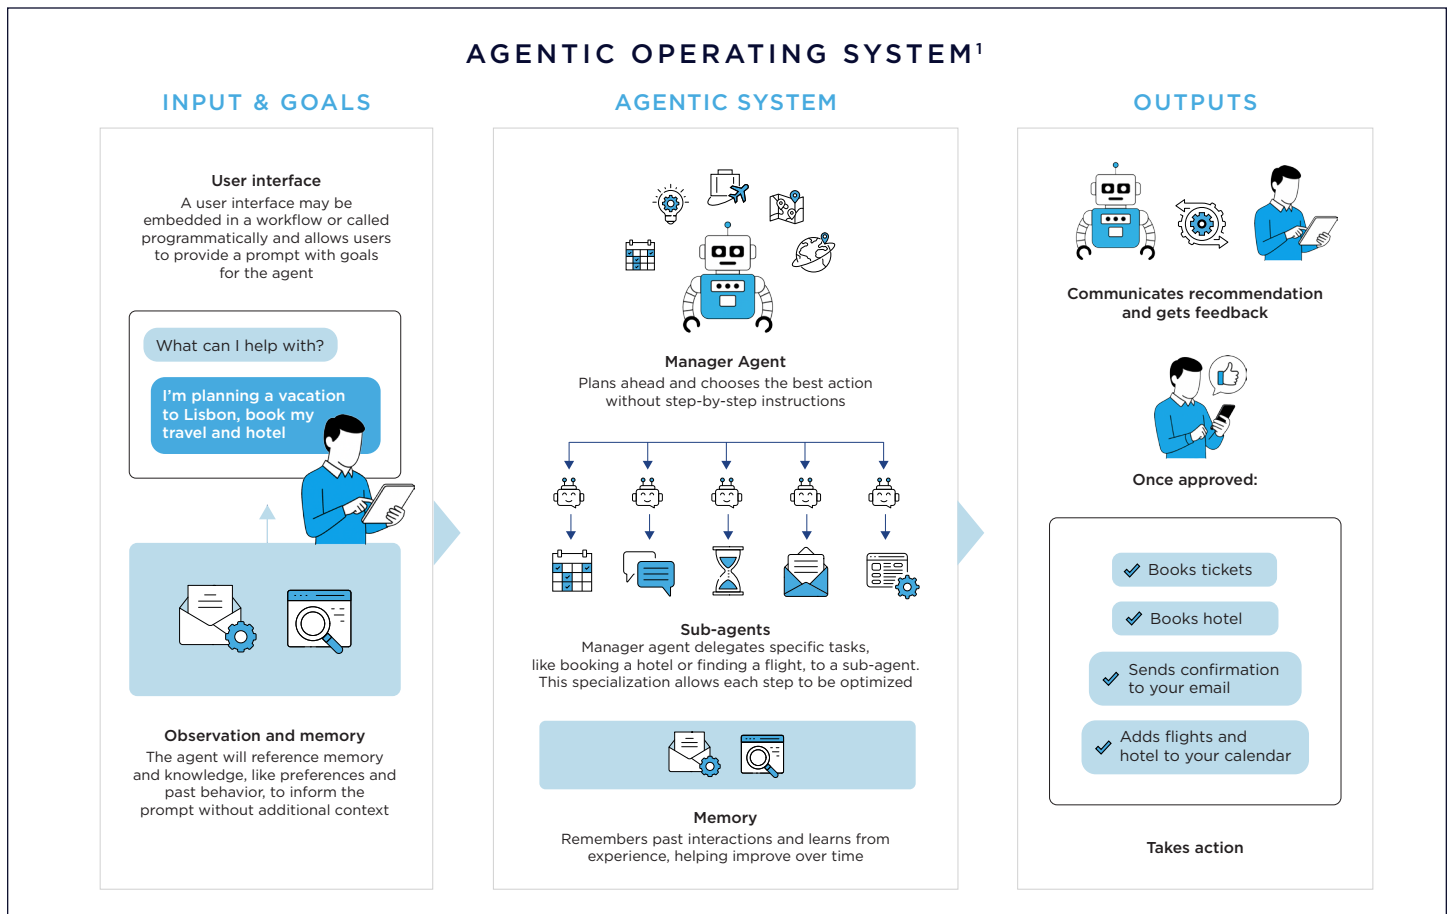 AGENTIC OPERATING SYSTEM¹
INPUT & GOALS
User interface
A user interface may be
embedded in a workflow or called
programmatically and allows users
to provide a prompt with goals
for the agent
What can I help with?
I'm planning a vacation
to Lisbon, book my
travel and hotel
Observation and memory
The agent will reference memory
and knowledge, like preferences and
past behavior, to inform the
prompt without additional context
AGENTIC SYSTEM
Manager Agent
Plans ahead and chooses the best action
without step-by-step instructions
Sub-agents
Manager agent delegates specific tasks,
like booking a hotel or finding a flight, to a sub-agent.
This specialization allows each step to be optimized
Memory
Remembers past interactions and learns from
experience, helping improve over time
OUTPUTS
Communicates recommendation
and gets feedback
Once approved:
Books tickets
Books hotel
Sends confirmation
to your email
Adds flights and
hotel to your calendar
Takes action